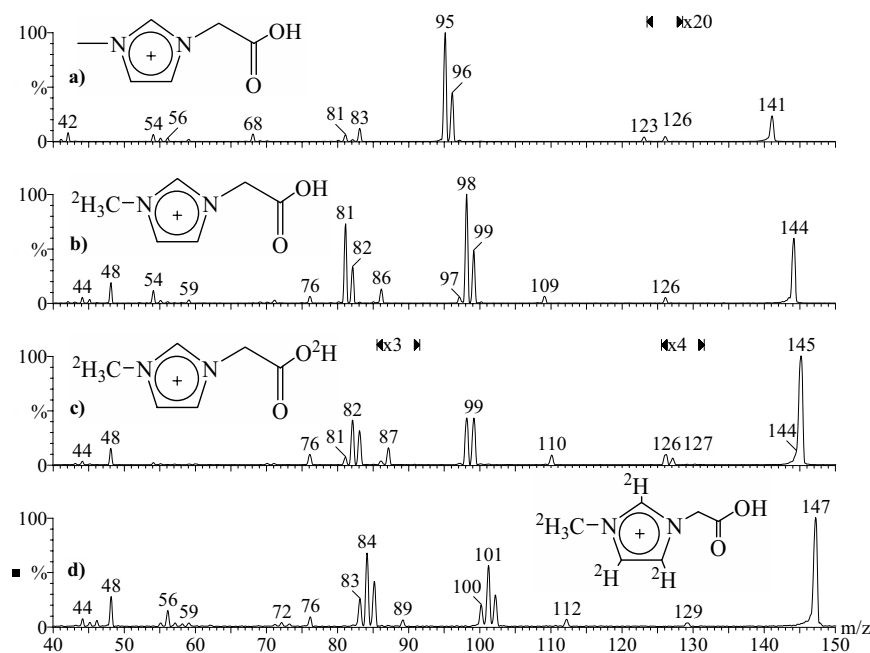 100
%
0
a)
N
N
+
OH
O
42
54
56
68
81
83
95
96
x20
123
126
141
100
%
0
b)
²H₃C
N
N
+
OH
O
44
48
54
59
76
81
82
86
97
98
99
109
126
144
100
%
0
c)
²H₃C
N
N
+
O²H
O
44
48
76
81
82
x3
87
99
110
x4
126
127
144
145
100
%
0
d)
²H
²H₃C
N
N
+
OH
O
²H
²H
44
48
56
59
72
76
83
84
89
100
101
112
129
147
40 50 60 70 80 90 100 110 120 130 140 150 m/z